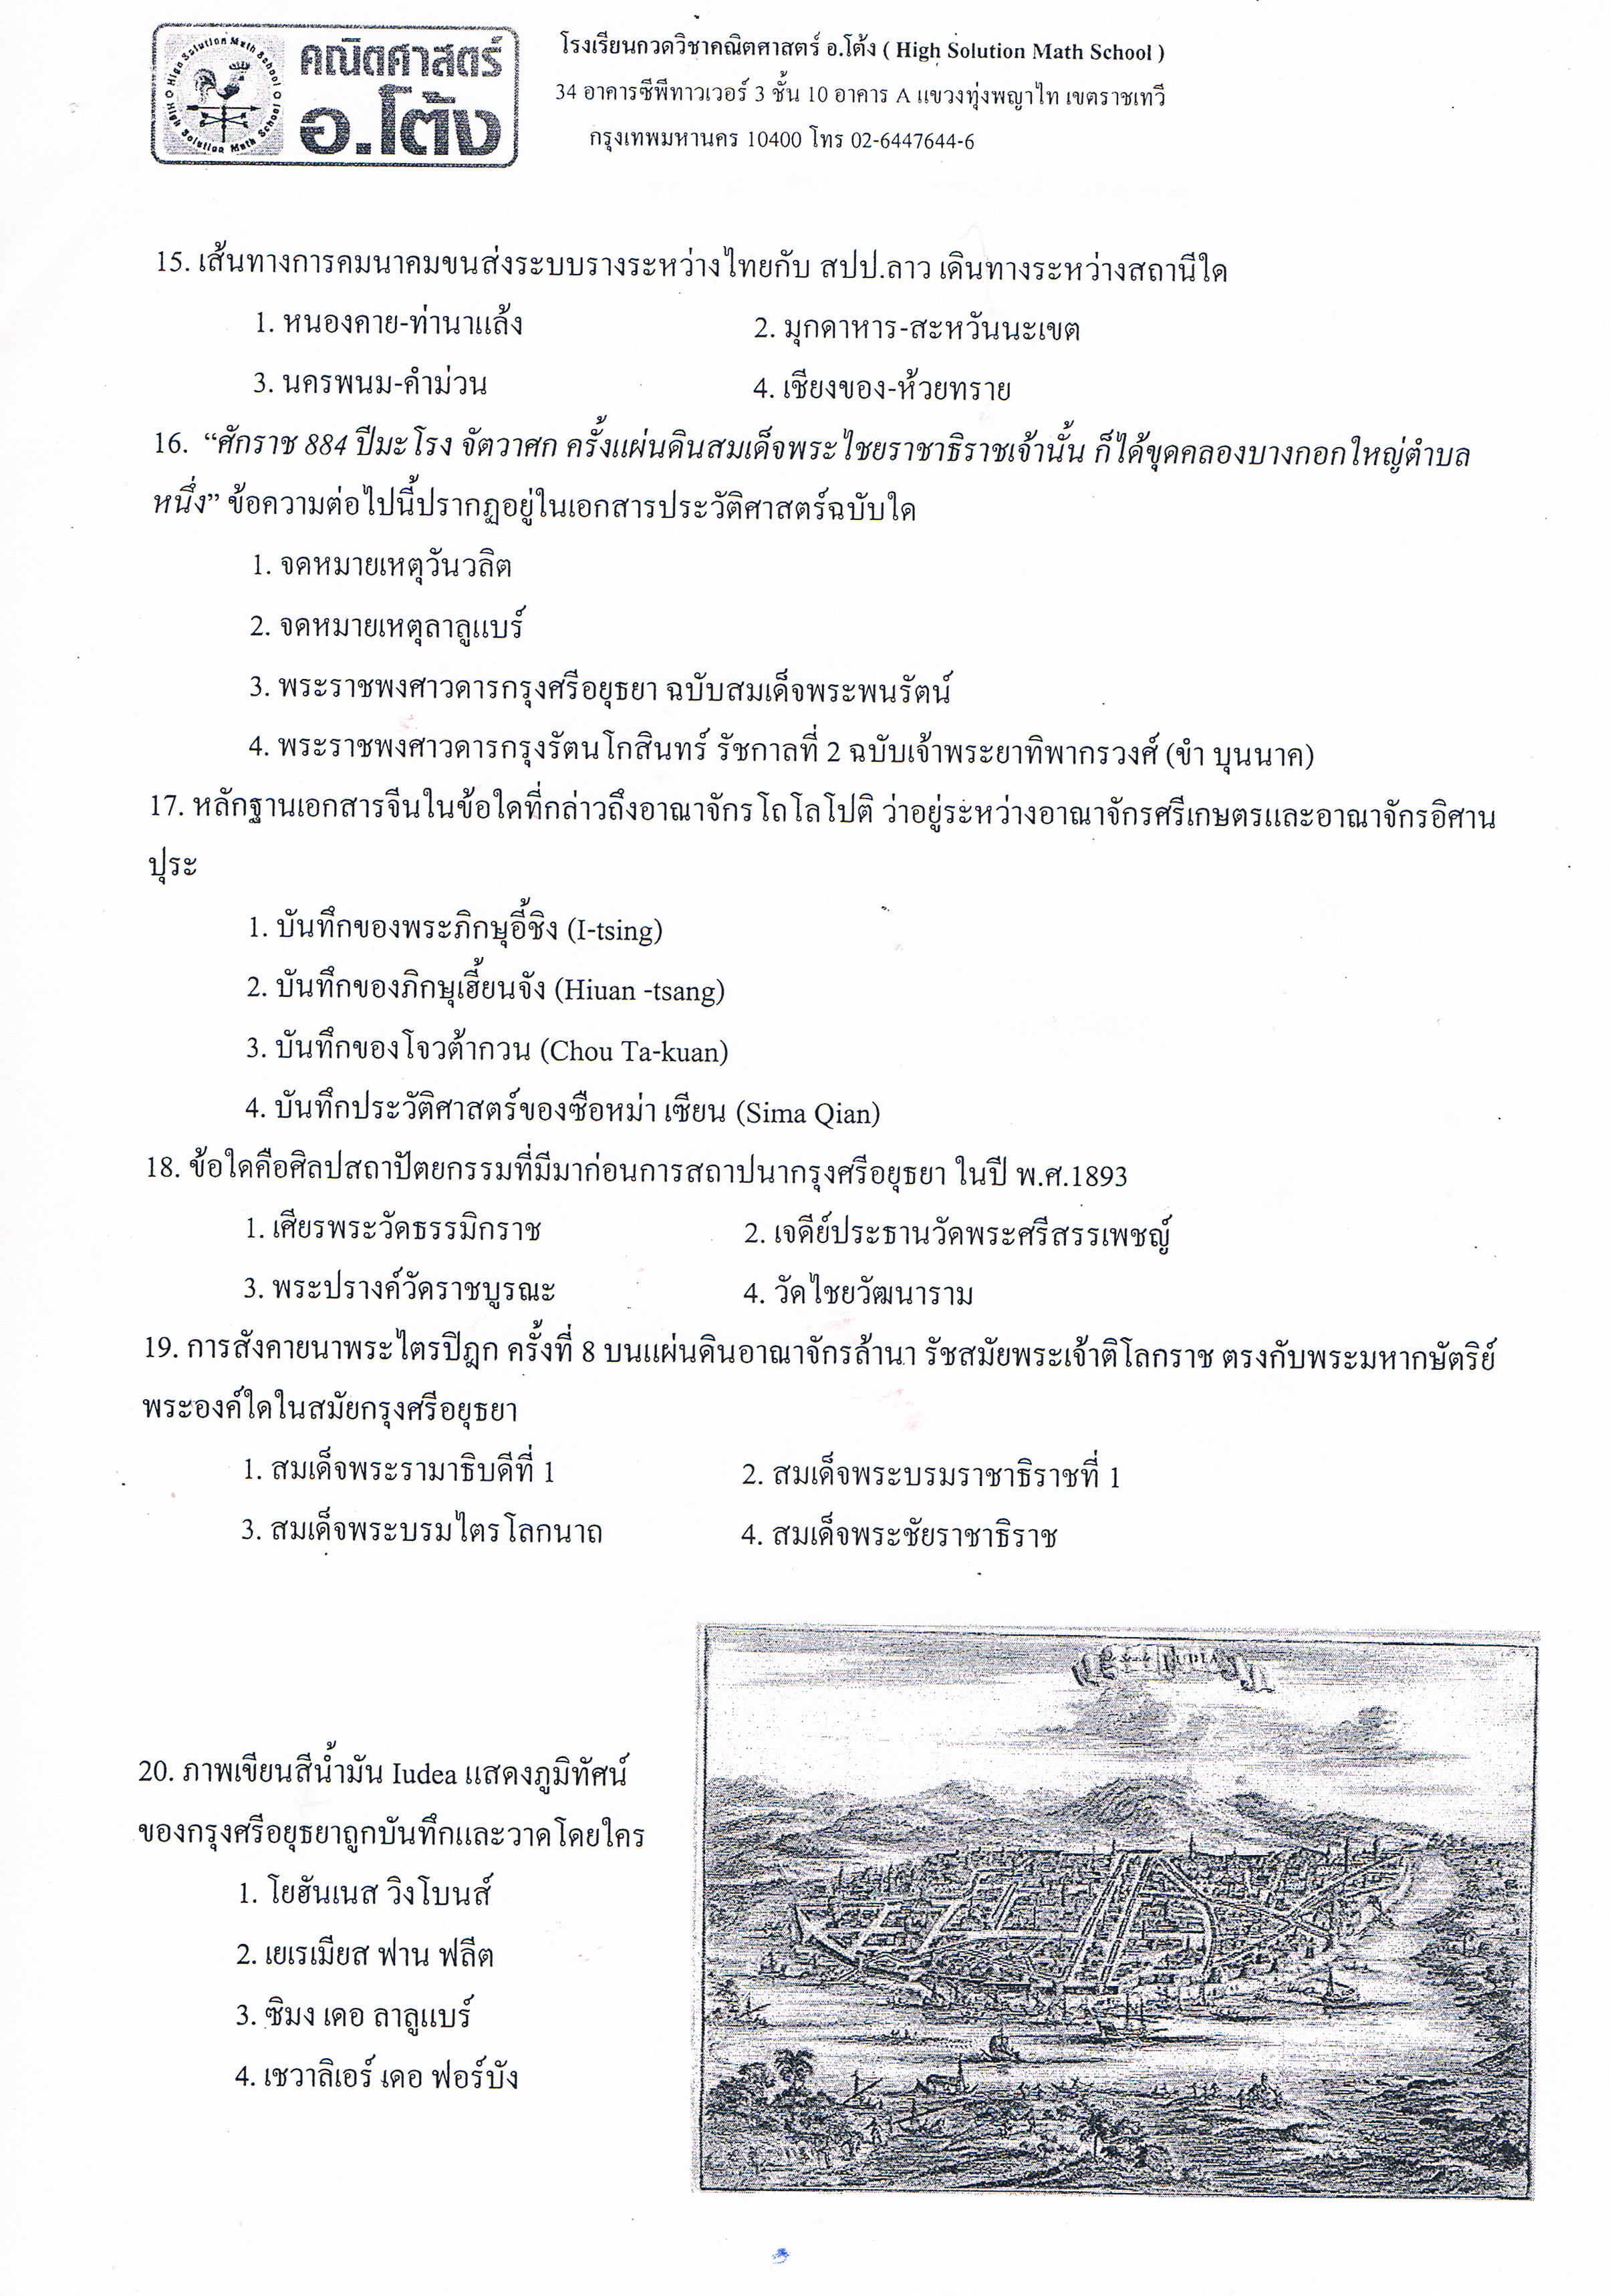 High Solution Math School High Solution Math School
คณิตศาสตร์
อ.โต้ง
โรงเรียนกวดวิชาคณิตศาสตร์ อ.โต้ง ( High Solution Math School )
34 อาคารซีพีทาวเวอร์ 3 ชั้น 10 อาคาร A แขวงทุ่งพญาไท เขตราชเทวี
กรุงเทพมหานคร 10400 โทร 02-6447644-6
15. เส้นทางการคมนาคมขนส่งระบบรางระหว่างไทยกับ สปป.ลาว เดินทางระหว่างสถานีใด
1. หนองคาย-ท่านาแล้ง 2. มุกดาหาร-สะหวันนะเขต
3. นครพนม-คำม่วน 4. เชียงของ-ห้วยทราย
16. “ศักราช 884 ปีมะโรง จัตวาศก ครั้งแผ่นดินสมเด็จพระไชยราชาธิราชเจ้านั้น ก็ได้ขุดคลองบางกอกใหญ่ตำบล
หนึ่ง” ข้อความต่อไปนี้ปรากฏอยู่ในเอกสารประวัติศาสตร์ฉบับใด
1. จดหมายเหตุวันวลิต
2. จดหมายเหตุลาลูแบร์
3. พระราชพงศาวดารกรุงศรีอยุธยา ฉบับสมเด็จพระพนรัตน์
4. พระราชพงศาวดารกรุงรัตนโกสินทร์ รัชกาลที่ 2 ฉบับเจ้าพระยาทิพากรวงศ์ (ขำ บุนนาค)
17. หลักฐานเอกสารจีนในข้อใดที่กล่าวถึงอาณาจักรโถโลโปติ ว่าอยู่ระหว่างอาณาจักรศรีเกษตรและอาณาจักรอิศาน
ปุระ
1. บันทึกของพระภิกษุอี้ชิง (I-tsing)
2. บันทึกของภิกษุเฮี้ยนจัง (Hiuan -tsang)
3. บันทึกของโจวต้ากวน (Chou Ta-kuan)
4. บันทึกประวัติศาสตร์ของซือหม่า เซียน (Sima Qian)
18. ข้อใดคือศิลปสถาปัตยกรรมที่มีมาก่อนการสถาปนากรุงศรีอยุธยา ในปี พ.ศ.1893
1. เศียรพระวัดธรรมิกราช 2. เจดีย์ประธานวัดพระศรีสรรเพชญ์
3. พระปรางค์วัดราชบูรณะ 4. วัดไชยวัฒนาราม
19. การสังคายนาพระไตรปิฎก ครั้งที่ 8 บนแผ่นดินอาณาจักรล้านา รัชสมัยพระเจ้าติโลกราช ตรงกับพระมหากษัตริย์
พระองค์ใดในสมัยกรุงศรีอยุธยา
1. สมเด็จพระรามาธิบดีที่ 1 2. สมเด็จพระบรมราชาธิราชที่ 1
3. สมเด็จพระบรมไตรโลกนาถ 4. สมเด็จพระชัยราชาธิราช
20. ภาพเขียนสีน้ำมัน Iudea แสดงภูมิทัศน์
ของกรุงศรีอยุธยาถูกบันทึกและวาดโดยใคร
1. โยฮันเนส วิงโบนส์
2. เยเรเมียส ฟาน ฟลีต
3. ซิมง เดอ ลาลูแบร์
4. เชวาลิเอร์ เดอ ฟอร์บัง